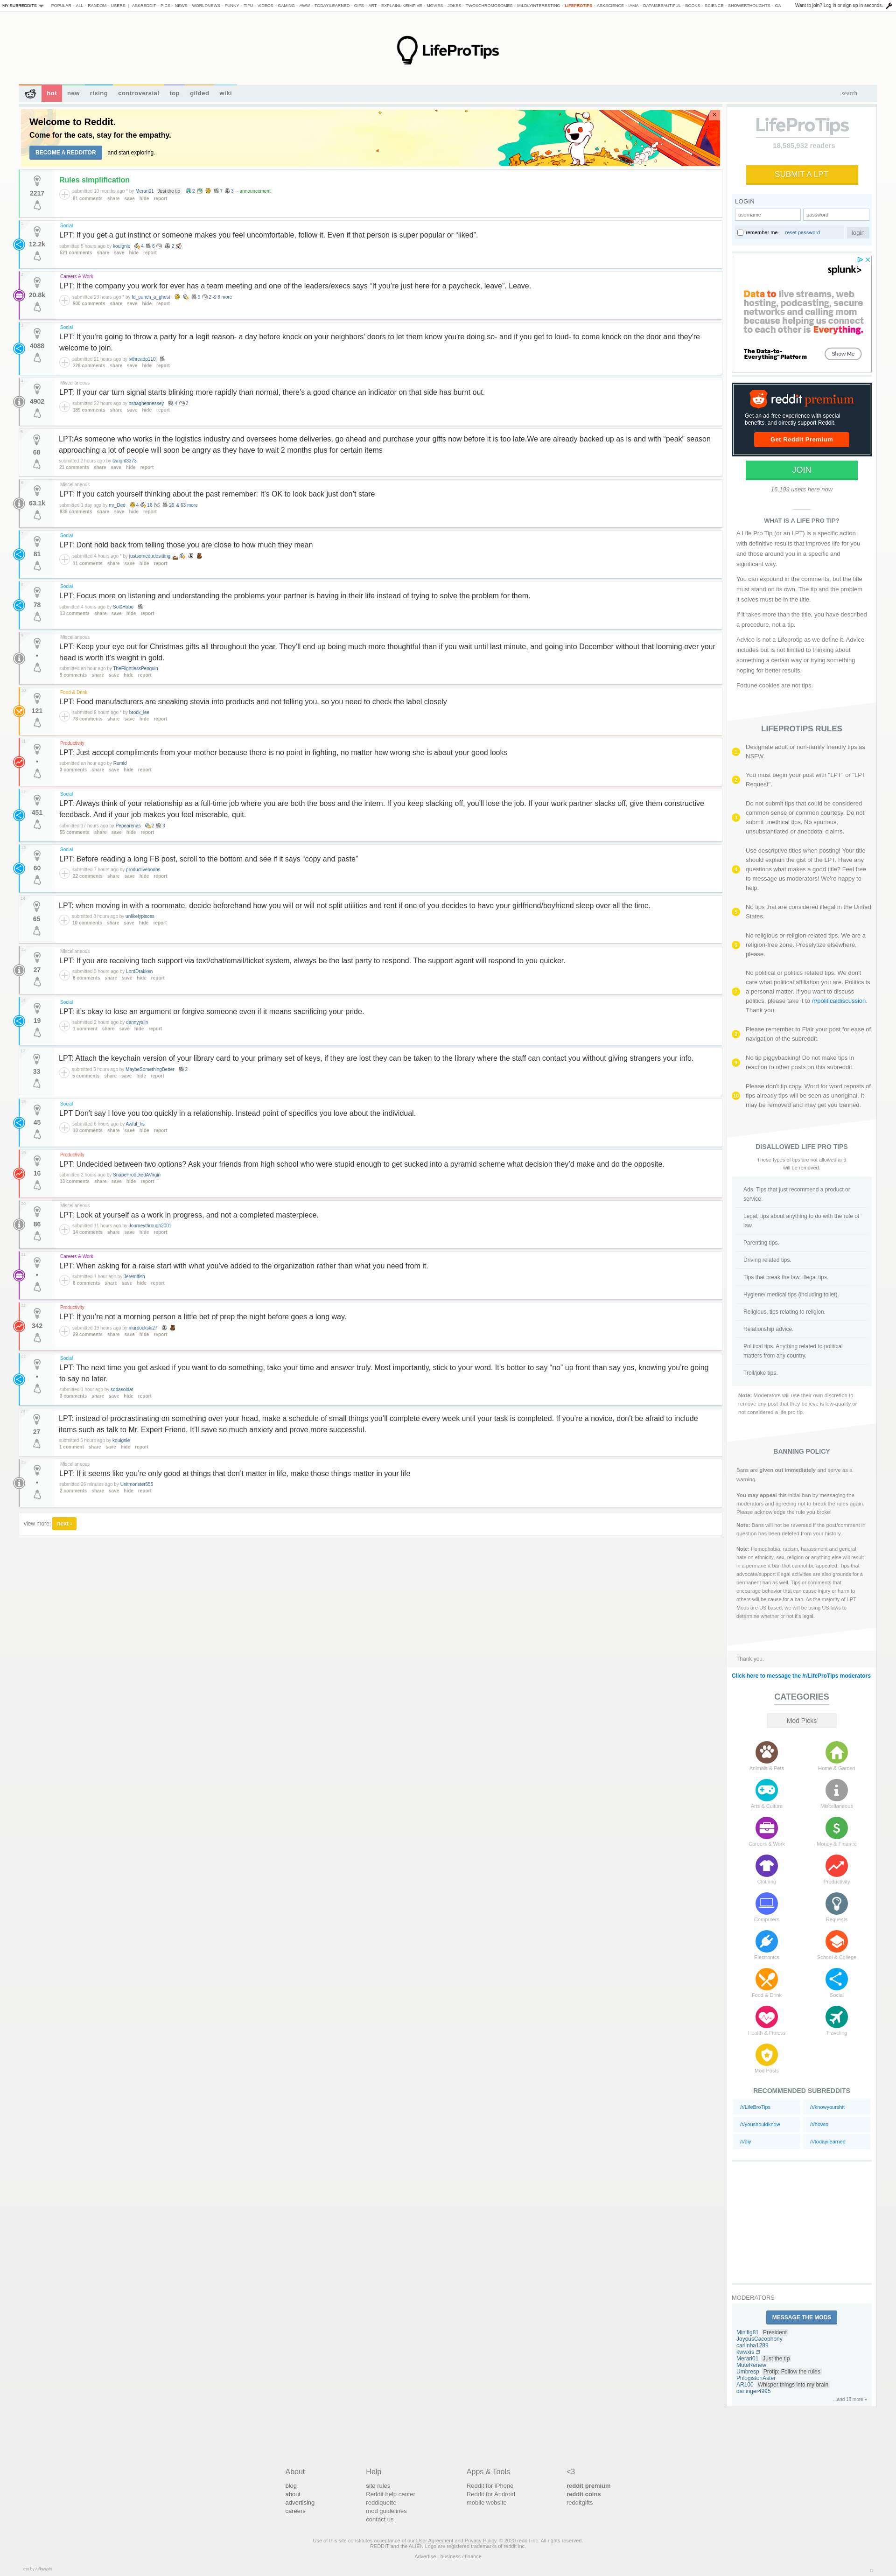 MY SUBREDDITS POPULAR - ALL - RANDOM - USERS | ASKREDDIT - PICS - NEWS - WORLDNEWS - FUNNY - TIFU - VIDEOS - GAMING - AWW - TODAYILEARNED - GIFS - ART - EXPLAINLIKEIMFIVE - MOVIES - JOKES - TWOXCHROMOSOMES - MILDLYINTERESTING - LIFEPROTIPS - ASKSCIENCE - IAMA - DATAISBEAUTIFUL - BOOKS - SCIENCE - SHOWERTHOUGHTS - GA
Want to join? Log in or sign up in seconds.
LifeProTips
hot new rising controversial top gilded wiki
search
Welcome to Reddit.
Come for the cats, stay for the empathy.
BECOME A REDDITOR and start exploring.
2217
Rules simplification
submitted 10 months ago * by Merari01 Just the tip 2 7 3 - announcement
81 comments share save hide report
Social
12.2k
LPT: If you get a gut instinct or someone makes you feel uncomfortable, follow it. Even if that person is super popular or “liked”.
submitted 5 hours ago by kouignie 4 6 2
521 comments share save hide report
Careers & Work
20.8k
LPT: If the company you work for ever has a team meeting and one of the leaders/execs says “If you’re just here for a paycheck, leave”. Leave.
submitted 23 hours ago * by td_punch_a_ghost 9 2 & 6 more
900 comments share save hide report
Social
4088
LPT: If you're going to throw a party for a legit reason- a day before knock on your neighbors' doors to let them know you're doing so- and if you get to loud- to come knock on the door and they're welcome to join.
submitted 21 hours ago by ivthreadp110
228 comments share save hide report
Miscellaneous
4902
LPT: If your car turn signal starts blinking more rapidly than normal, there’s a good chance an indicator on that side has burnt out.
submitted 12 hours ago by oshaghennessey 4 2
189 comments share save hide report
68
LPT:As someone who works in the logistics industry and oversees home deliveries, go ahead and purchase your gifts now before it is too late.We are already backed up as is and with “peak” season approaching a lot of people will soon be angry as they have to wait 2 months plus for certain items
submitted 2 hours ago by twright3373
21 comments share save hide report
Miscellaneous
63.1k
LPT: If you catch yourself thinking about the past remember: It’s OK to look back just don’t stare
submitted 1 day ago by mr_Ded 4 16 29 & 63 more
938 comments share save hide report
Social
81
LPT: Dont hold back from telling those you are close to how much they mean
submitted 4 hours ago * by justsomedudesliting
11 comments share save hide report
Social
78
LPT: Focus more on listening and understanding the problems your partner is having in their life instead of trying to solve the problem for them.
submitted 4 hours ago by Sol0Hobo
13 comments share save hide report
Miscellaneous
•
LPT: Keep your eye out for Christmas gifts all throughout the year. They’ll end up being much more thoughtful than if you wait until last minute, and going into December without that looming over your head is worth it’s weight in gold.
submitted an hour ago by TheFlightlessPenguin
9 comments share save hide report
Food & Drink
121
LPT: Food manufacturers are sneaking stevia into products and not telling you, so you need to check the label closely
submitted 9 hours ago * by brock_lee
78 comments share save hide report
Productivity
•
LPT: Just accept compliments from your mother because there is no point in fighting, no matter how wrong she is about your good looks
submitted an hour ago by Runtid
3 comments share save hide report
Social
451
LPT: Always think of your relationship as a full-time job where you are both the boss and the intern. If you keep slacking off, you'll lose the job. If your work partner slacks off, give them constructive feedback. And if your job makes you feel miserable, quit.
submitted 17 hours ago by Pepearenas 2 3
55 comments share save hide report
Social
60
LPT: Before reading a long FB post, scroll to the bottom and see if it says “copy and paste”
submitted 7 hours ago by productiveboobs
22 comments share save hide report
65
LPT: when moving in with a roommate, decide beforehand how you will or will not split utilities and rent if one of you decides to have your girlfriend/boyfriend sleep over all the time.
submitted 8 hours ago by unlikelypisces
10 comments share save hide report
Miscellaneous
27
LPT: If you are receiving tech support via text/chat/email/ticket system, always be the last party to respond. The support agent will respond to you quicker.
submitted 3 hours ago by LordDrakken
8 comments share save hide report
Social
19
LPT: it's okay to lose an argument or forgive someone even if it means sacrificing your pride.
submitted 2 hours ago by dannyyobi
1 comment share save hide report
33
LPT: Attach the keychain version of your library card to your primary set of keys, if they are lost they can be taken to the library where the staff can contact you without giving strangers your info.
submitted 5 hours ago by MaybeSomethingBetter 2
5 comments share save hide report
Social
45
LPT Don't say I love you too quickly in a relationship. Instead point of specifics you love about the individual.
submitted 6 hours ago by Awful_hs
10 comments share save hide report
Productivity
16
LPT: Undecided between two options? Ask your friends from high school who were stupid enough to get sucked into a pyramid scheme what decision they’d make and do the opposite.
submitted 2 hours ago by SnapeProbDiedAVirgin
13 comments share save hide report
Miscellaneous
86
LPT: Look at yourself as a work in progress, and not a completed masterpiece.
submitted 11 hours ago by Journeythrough2001
14 comments share save hide report
Careers & Work
•
LPT: When asking for a raise start with what you’ve added to the organization rather than what you need from it.
submitted 1 hour ago by Jeremffish
8 comments share save hide report
Productivity
342
LPT: If you’re not a morning person a little bet of prep the night before goes a long way.
submitted 19 hours ago by murdockski27
28 comments share save hide report
Social
•
LPT: The next time you get asked if you want to do something, take your time and answer truly. Most importantly, stick to your word. It’s better to say “no” up front than say yes, knowing you’re going to say no later.
submitted 1 hour ago by sodasoldat
3 comments share save hide report
27
LPT: instead of procrastinating on something over your head, make a schedule of small things you’ll complete every week until your task is completed. If you’re a novice, don’t be afraid to include items such as talk to Mr. Expert Friend. It’ll save so much anxiety and prove more successful.
submitted 6 hours ago by kouignie
1 comment share save hide report
Miscellaneous
•
LPT: If it seems like you’re only good at things that don’t matter in life, make those things matter in your life
submitted 26 minutes ago by Unitmonster555
2 comments share save hide report
view more: next ›
LifeProTips
18,585,932 readers
SUBMIT A LPT
LOGIN
username password
remember me reset password login
splunk>
Data to live streams, web hosting, podcasting, secure networks and calling mom because being everywhere connects us to each other is Everything.
The Data-to-Everything™ Platform
Show Me
reddit premium
Get an ad-free experience with special benefits, and directly support Reddit.
Get Reddit Premium
JOIN
16,199 users here now
WHAT IS A LIFE PRO TIP?
A Life Pro Tip (or an LPT) is a specific action with definitive results that improves life for you and those around you in a specific and significant way.
You can expound in the comments, but the title must stand on its own. The tip and the problem it solves must be in the title.
If it takes more than the title, you have described a procedure, not a tip.
Advice is not a Lifeprotip as we define it. Advice includes but is not limited to thinking about something a certain way or trying something hoping for better results.
Fortune cookies are not tips.
LIFEPROTIPS RULES
1 Designate adult or non-family friendly tips as NSFW.
2 You must begin your post with "LPT" or "LPT Request".
3 Do not submit tips that could be considered common sense or common courtesy. Do not submit unethical tips. No spurious, unsubstantiated or anecdotal claims.
4 Use descriptive titles when posting! Your title should explain the gist of the LPT. Have any questions what makes a good title? Feel free to message us moderators! We're happy to help.
5 No tips that are considered illegal in the United States.
6 No religious or religion-related tips. We are a religion-free zone. Proselytize elsewhere, please.
7 No political or politics related tips. We don't care what political affiliation you are. Politics is a personal matter. If you want to discuss politics, please take it to /r/politicaldiscussion. Thank you.
8 Please remember to Flair your post for ease of navigation of the subreddit.
9 No tip piggybacking! Do not make tips in reaction to other posts on this subreddit.
10 Please don't tip copy. Word for word reposts of tips already tips will be seen as unoriginal. It may be removed and may get you banned.
DISALLOWED LIFE PRO TIPS
These types of tips are not allowed and will be removed.
Ads. Tips that just recommend a product or service.
Legal, tips about anything to do with the rule of law.
Parenting tips.
Driving related tips.
Tips that break the law, illegal tips.
Hygiene/ medical tips (including toilet).
Religious, tips relating to religion.
Relationship advice.
Political tips. Anything related to political matters from any country.
Troll/joke tips.
Note: Moderators will use their own discretion to remove any post that they believe is low-quality or not considered a life pro tip.
BANNING POLICY
Bans are given out immediately and serve as a warning.
You may appeal this initial ban by messaging the moderators and agreeing not to break the rules again. Please acknowledge the rule you broke!
Note: Bans will not be reversed if the post/comment in question has been deleted from your history.
Note: Homophobia, racism, harassment and general hate on ethnicity, sex, religion or anything else will result in a permanent ban that cannot be appealed. Tips that advocate/support illegal activities are also grounds for a permanent ban as well. Tips or comments that encourage behavior that can cause injury or harm to others will be cause for a ban. As the majority of LPT Mods are US based, we will be using US laws to determine whether or not it's legal.
Thank you.
Click here to message the /r/LifeProTips moderators
CATEGORIES
Mod Picks
Animals & Pets Home & Garden
Arts & Culture Miscellaneous
Careers & Work Money & Finance
Clothing Productivity
Computers Requests
Electronics School & College
Food & Drink Social
Health & Fitness Traveling
Mod Posts
RECOMMENDED SUBREDDITS
/r/LifeBroTips /r/knowyourshit
/r/youshouldknow /r/howto
/r/diy /r/todayilearned
MODERATORS
MESSAGE THE MODS
Minifig81 President
JoyousCacophony
carlinha1289
kwwxis
Merari01 Just the tip
MuteRenew
Umbresp Protip: Follow the rules
PhlogistonAster
AR100 Whisper things into my brain
daninger4995
...and 18 more »
About
blog
about
advertising
careers
Help
site rules
Reddit help center
reddiquette
mod guidelines
contact us
Apps & Tools
Reddit for iPhone
Reddit for Android
mobile website
<3
reddit premium
reddit coins
redditgifts
Use of this site constitutes acceptance of our User Agreement and Privacy Policy. © 2020 reddit inc. All rights reserved.
REDDIT and the ALIEN Logo are registered trademarks of reddit inc.
Advertise - business / finance
π